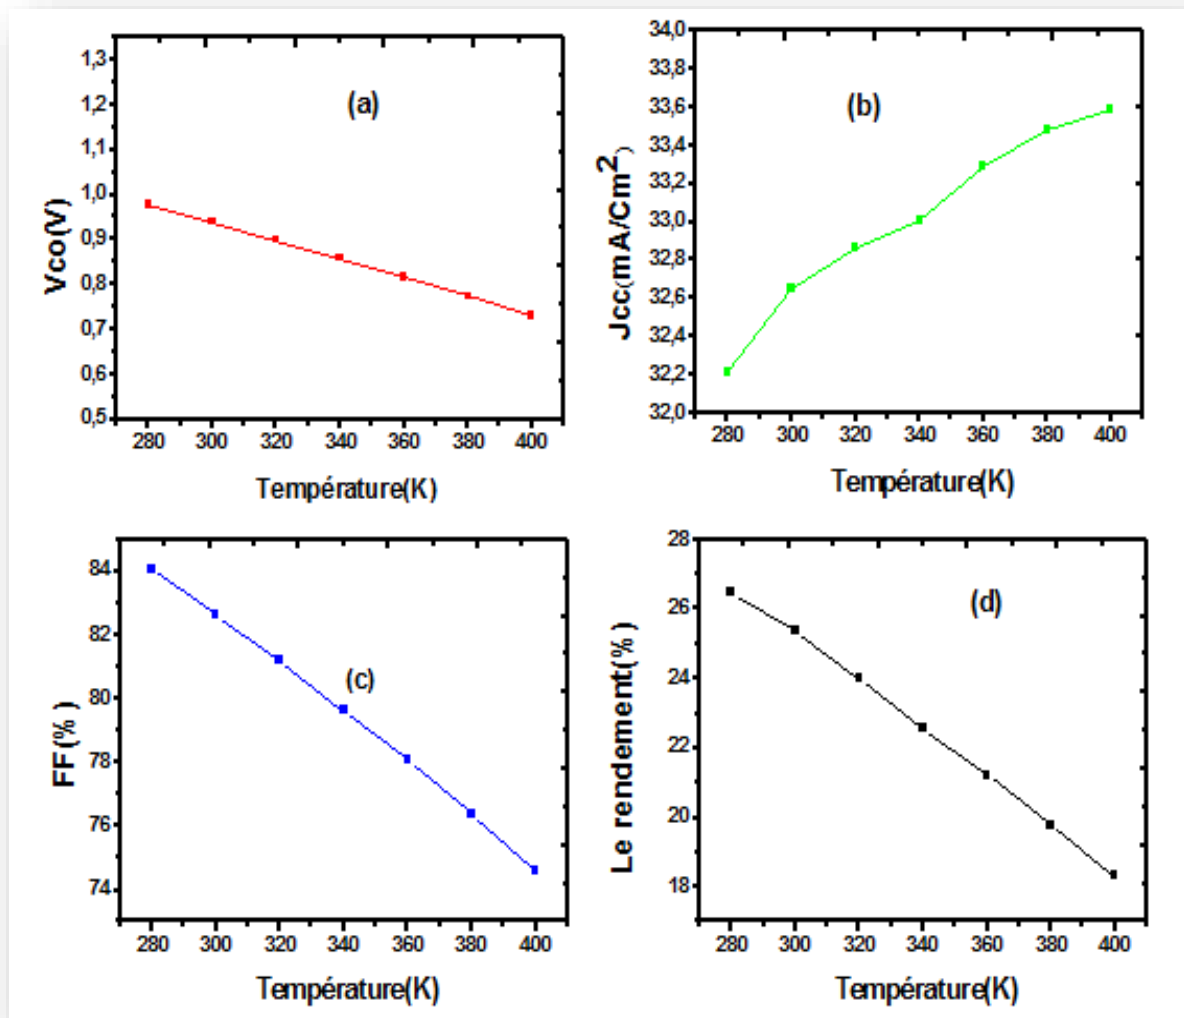 1,3
1,2
1,1
1,0
0,9
0,8
0,7
0,6
0,5
Vco(V)
(a)
280 300 320 340 360 380 400
Température(K)
34,0
33,8
33,6
33,4
33,2
33,0
32,8
32,6
32,4
32,2
32,0
Jcc(mA/Cm²)
(b)
280 300 320 340 360 380 400
Température(K)
84
82
80
78
76
74
FF(%)
(c)
280 300 320 340 360 380 400
Température(K)
28
26
24
22
20
18
Le rendement(%)
(d)
280 300 320 340 360 380 400
Température(K)